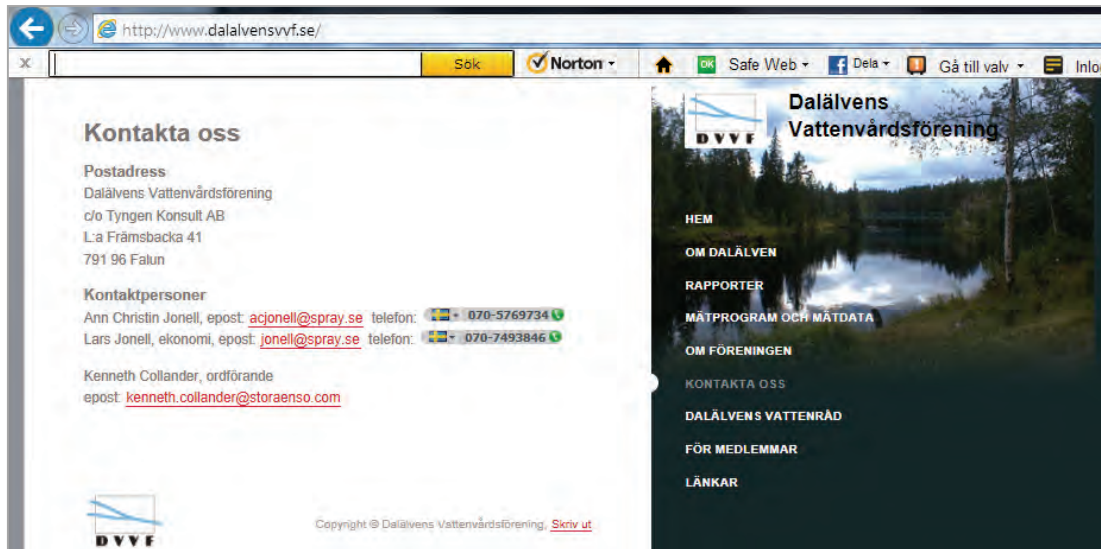 http://www.dalalvensvvf.se/
x Sök Norton Safe Web Dela Gå till valv Inlo
Kontakta oss
Postadress
Dalälvens Vattenvårdsförening
c/o Tyngen Konsult AB
L:a Främsbacka 41
791 96 Falun
Kontaktpersoner
Ann Christin Jonell, epost: acjonell@spray.se telefon: 070-5769734
Lars Jonell, ekonomi, epost: jonell@spray.se telefon: 070-7493846
Kenneth Collander, ordförande
epost: kenneth.collander@storaenso.com
DVVF
Copyright © Dalälvens Vattenvårdsförening, Skriv ut
DVVF
Dalälvens
Vattenvårdsförening
HEM
OM DALÄLVEN
RAPPORTER
MÄTPROGRAM OCH MÄTDATA
OM FÖRENINGEN
KONTAKTA OSS
DALÄLVENS VATTENRÅD
FÖR MEDLEMMAR
LÄNKAR